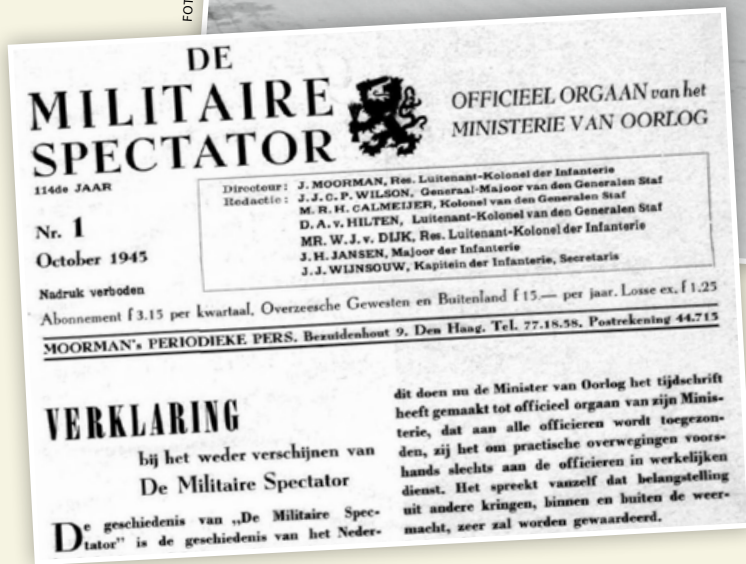 FOT
DE
MILITAIRE
SPECTATOR
OFFICIEEL ORGAAN van het
MINISTERIE VAN OORLOG
114de JAAR
Nr. 1
October 1945
Nadruk verboden
Directeur: J. MOORMAN, Res. Luitenant-Kolonel der Infanterie
Redactie: J.J.C.P. WILSON, Generaal-Majoor van den Generalen Staf
M. R. H. CALMEIJER, Kolonel van den Generalen Staf
D. A. v. HILTEN, Luitenant-Kolonel van den Generalen Staf
MR. W. J. v. DIJK, Res. Luitenant-Kolonel der Infanterie
J. H. JANSEN, Majoor der Infanterie
J. J. WIJNSOUW, Kapitein der Infanterie, Secretaris
Abonnement f 3.15 per kwartaal, Overzeesche Gewesten en Buitenland f 15.— per jaar. Losse ex. f 1.25
MOORMAN's PERIODIEKE PERS. Bezuidenhout 9, Den Haag. Tel. 77.18.58. Postrekening 44.715
VERKLARING
bij het weder verschijnen van
De Militaire Spectator
De geschiedenis van „De Militaire Spec-
tator” is de geschiedenis van het Neder-
dit doen nu de Minister van Oorlog het tijdschrift
heeft gemaakt tot officieel orgaan van zijn Minis-
terie, dat aan alle officieren wordt toegezon-
den, zij het om practische overwegingen voors-
hands slechts aan de officieren in werkelijken
dienst. Het spreekt vanzelf dat belangstelling
uit andere kringen, binnen en buiten de weer-
macht, zeer zal worden gewaardeerd.